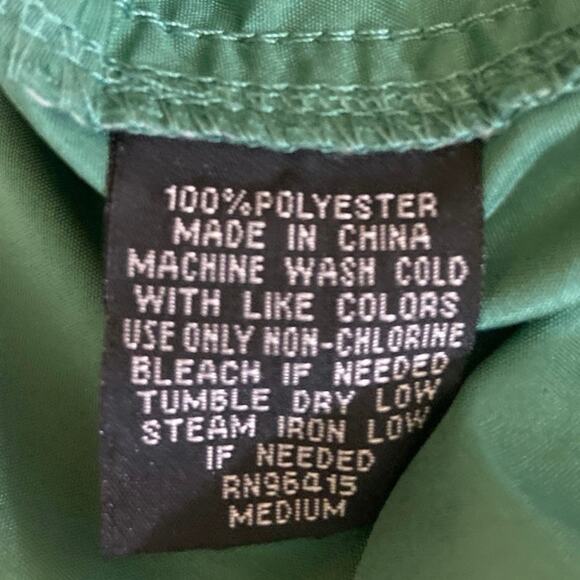 100%POLYESTER
MADE IN CHINA
MACHINE WASH COLD
WITH LIKE COLORS
USE ONLY NON-CHLORINE
BLEACH IF NEEDED
TUMBLE DRY LOW
STEAM IRON LOW
IF NEEDED
RN96415
MEDIUM